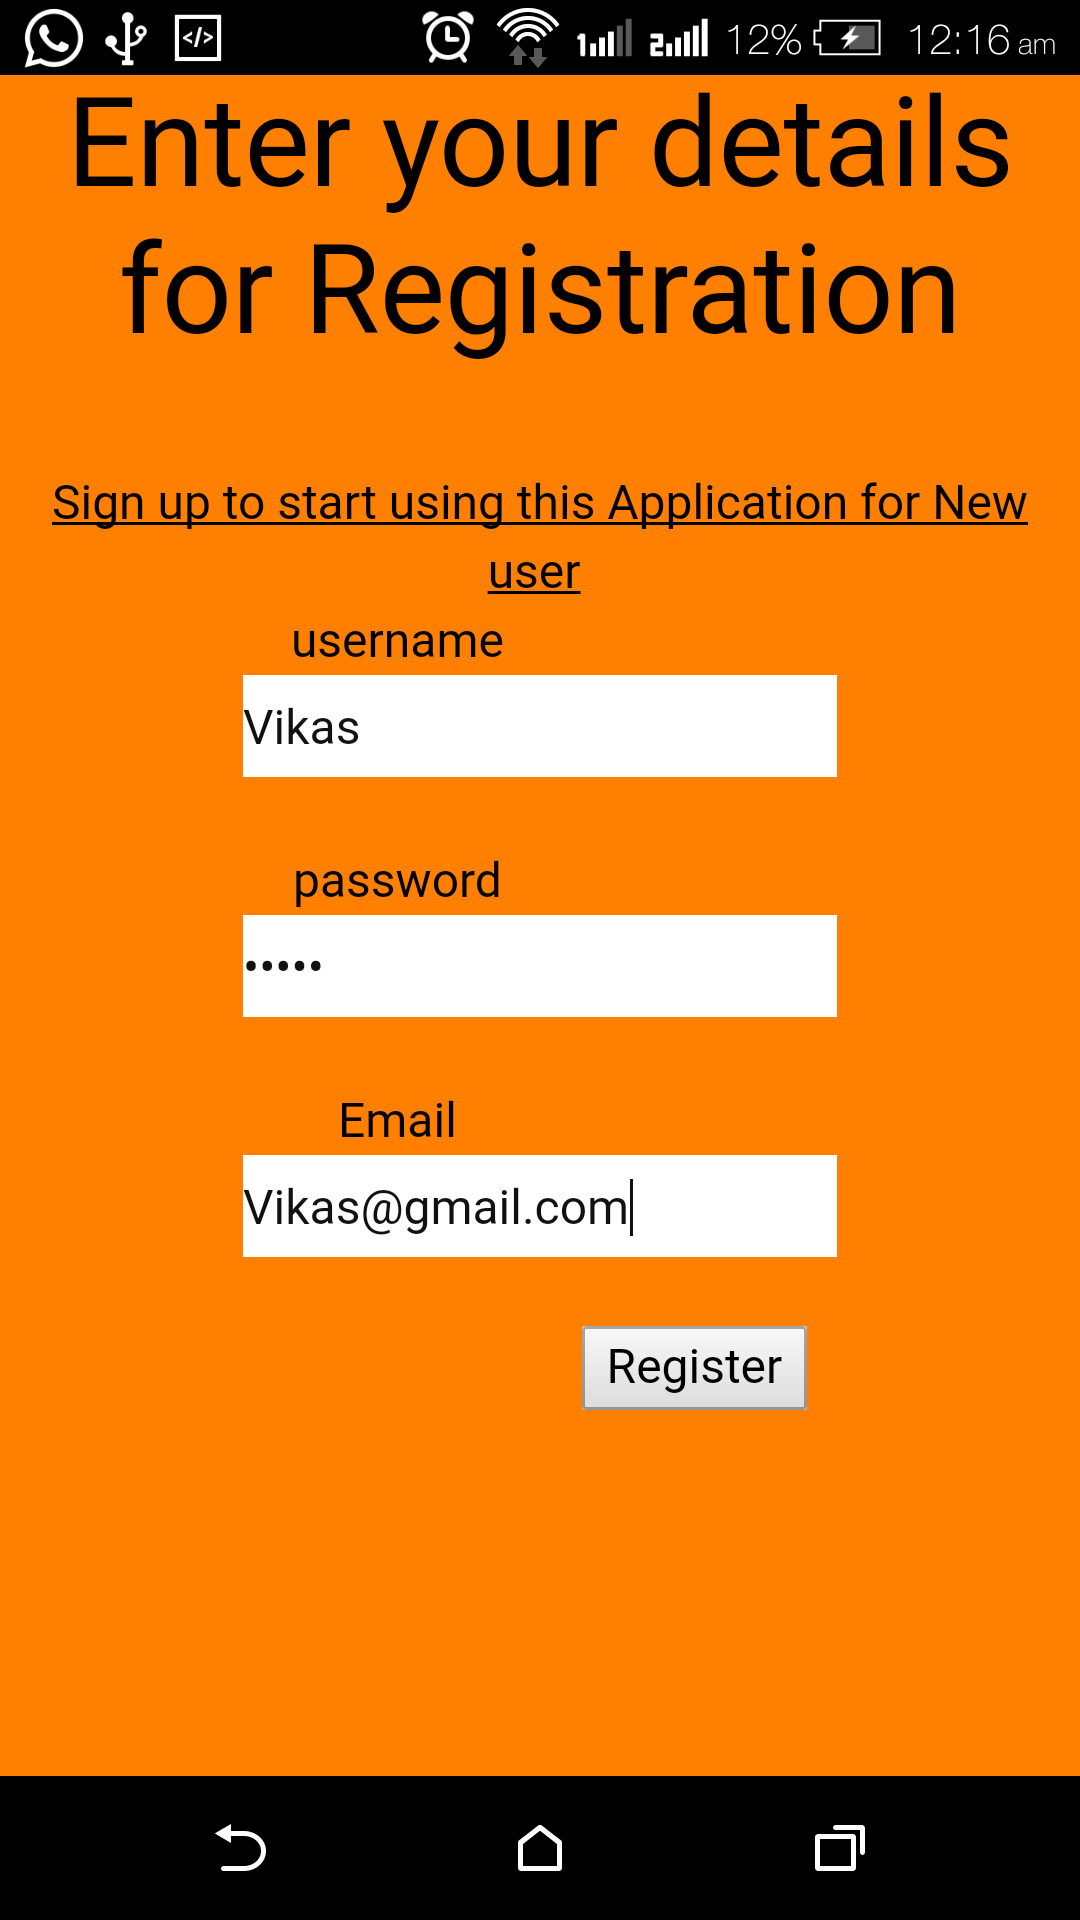 12% 12:16 am
Enter your details
for Registration
Sign up to start using this Application for New
user
username
Vikas
password
•••••
Email
Vikas@gmail.com
Register